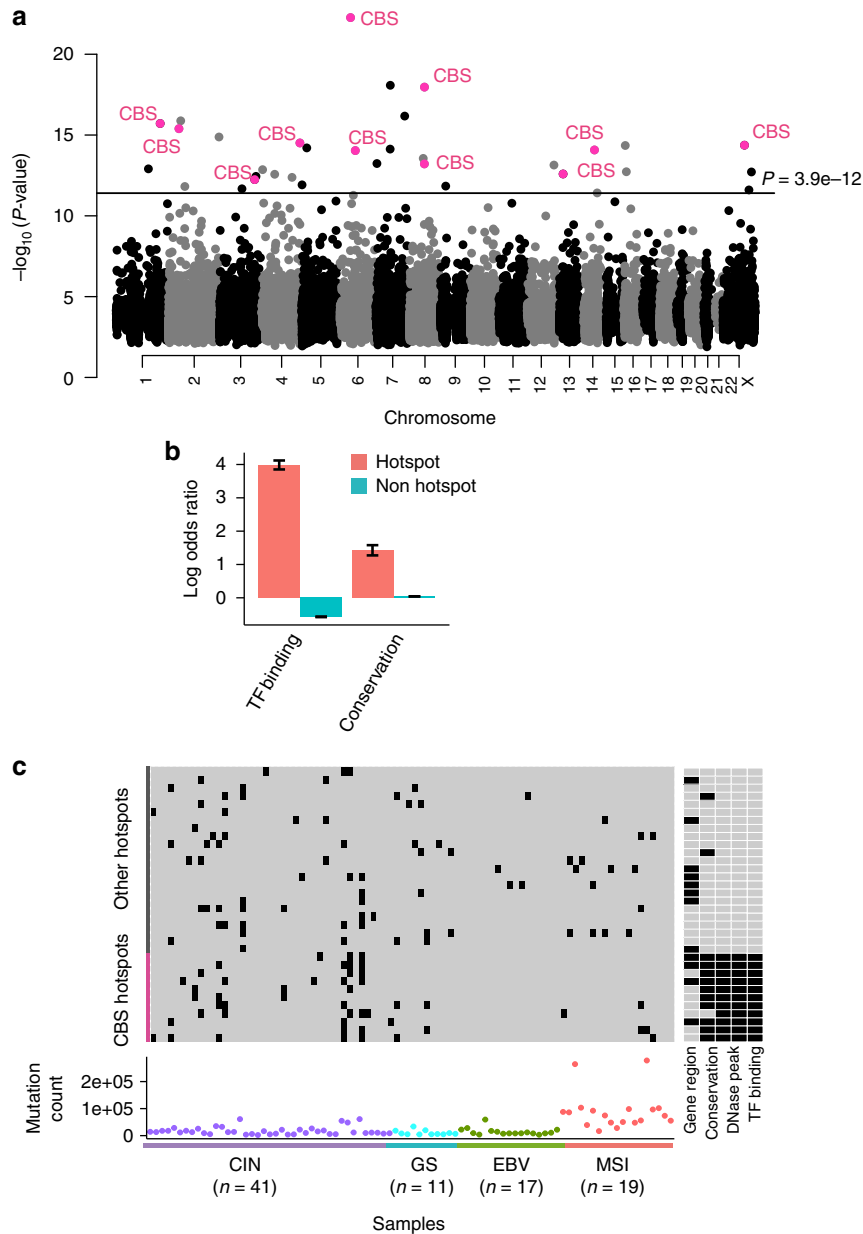 a
CBS
20
CBS
CBS
CBS
CBS
CBS
CBS
CBS
CBS
CBS
CBS
15
P = 3.9e–12
10
5
0
–log10 (P-value)
1 2 3 4 5 6 7 8 9 10 11 12 13 14 15 16 17 18 19 20 21 22 X
Chromosome
b
Hotspot
Non hotspot
4
3
2
1
0
Log odds ratio
TF binding
Conservation
c
Other hotspots
CBS hotspots
Gene region
Conservation
DNase peak
TF binding
Mutation
count
2e+05
1e+05
0
CIN GS EBV MSI
(n = 41) (n = 11) (n = 17) (n = 19)
Samples